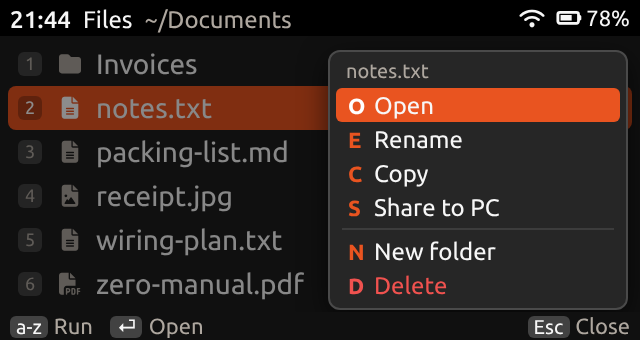 21:44 Files ~/Documents 78%
1 Invoices
2 notes.txt
3 packing-list.md
4 receipt.jpg
5 wiring-plan.txt
6 PDF zero-manual.pdf
notes.txt
O Open
E Rename
C Copy
S Share to PC
N New folder
D Delete
a-z Run ↵ Open Esc Close